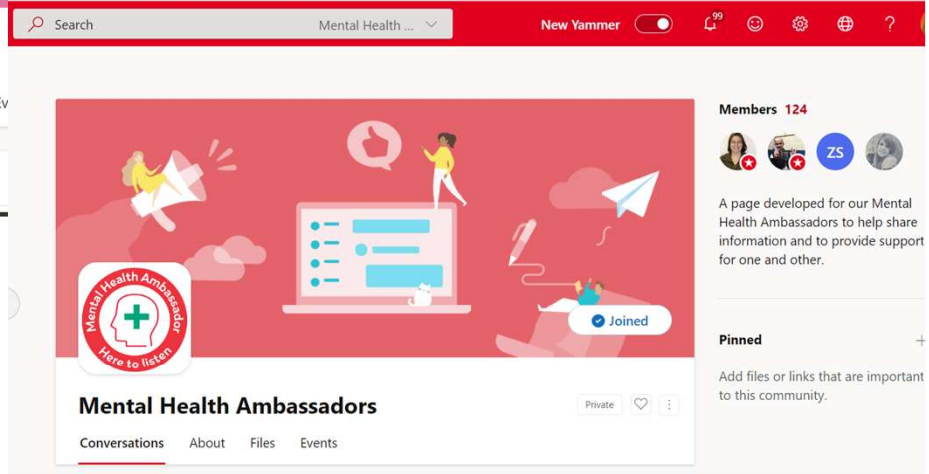 Search
Mental Health ...
New Yammer
99
?
Ev
Members 124
ZS
A page developed for our Mental
Health Ambassadors to help share
information and to provide support
for one and other.
Mental Health Ambassador
Here to listen
Joined
Pinned
+
Add files or links that are important
to this community.
Mental Health Ambassadors
Private
Conversations
About
Files
Events